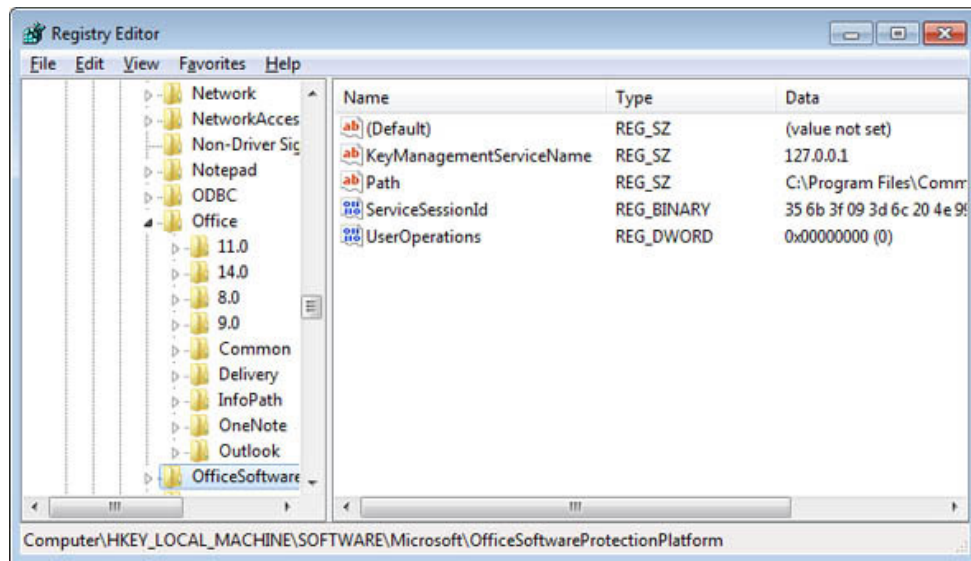 Registry Editor
File Edit View Favorites Help
Network
NetworkAcces
Non-Driver Sig
Notepad
ODBC
Office
11.0
14.0
8.0
9.0
Common
Delivery
InfoPath
OneNote
Outlook
OfficeSoftware
Name Type Data
(Default) REG_SZ (value not set)
KeyManagementServiceName REG_SZ 127.0.0.1
Path REG_SZ C:\Program Files\Comm
ServiceSessionId REG_BINARY 35 6b 3f 09 3d 6c 20 4e 99
UserOperations REG_DWORD 0x00000000 (0)
Computer\HKEY_LOCAL_MACHINE\SOFTWARE\Microsoft\OfficeSoftwareProtectionPlatform